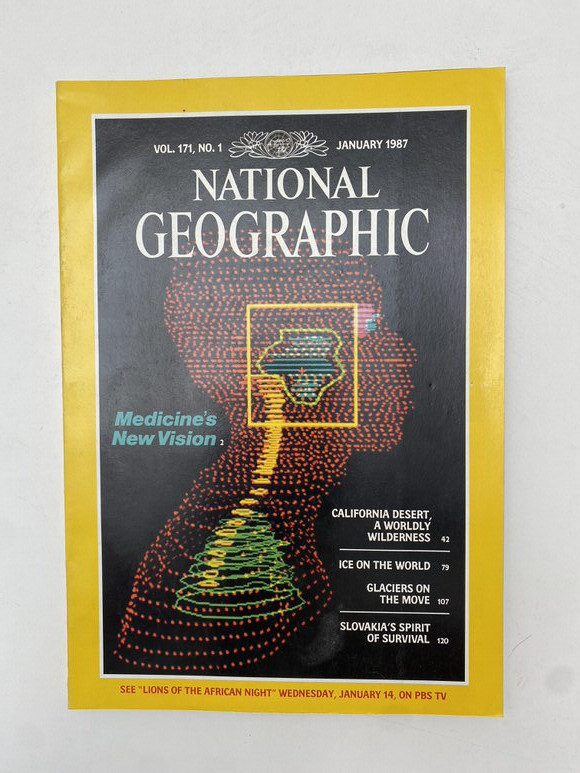 VOL. 171, NO. 1
JANUARY 1987
NATIONAL
GEOGRAPHIC
Medicine's
New Vision 2
CALIFORNIA DESERT,
A WORLDLY
WILDERNESS 42
ICE ON THE WORLD 79
GLACIERS ON
THE MOVE 107
SLOVAKIA'S SPIRIT
OF SURVIVAL 120
SEE "LIONS OF THE AFRICAN NIGHT" WEDNESDAY, JANUARY 14, ON PBS TV